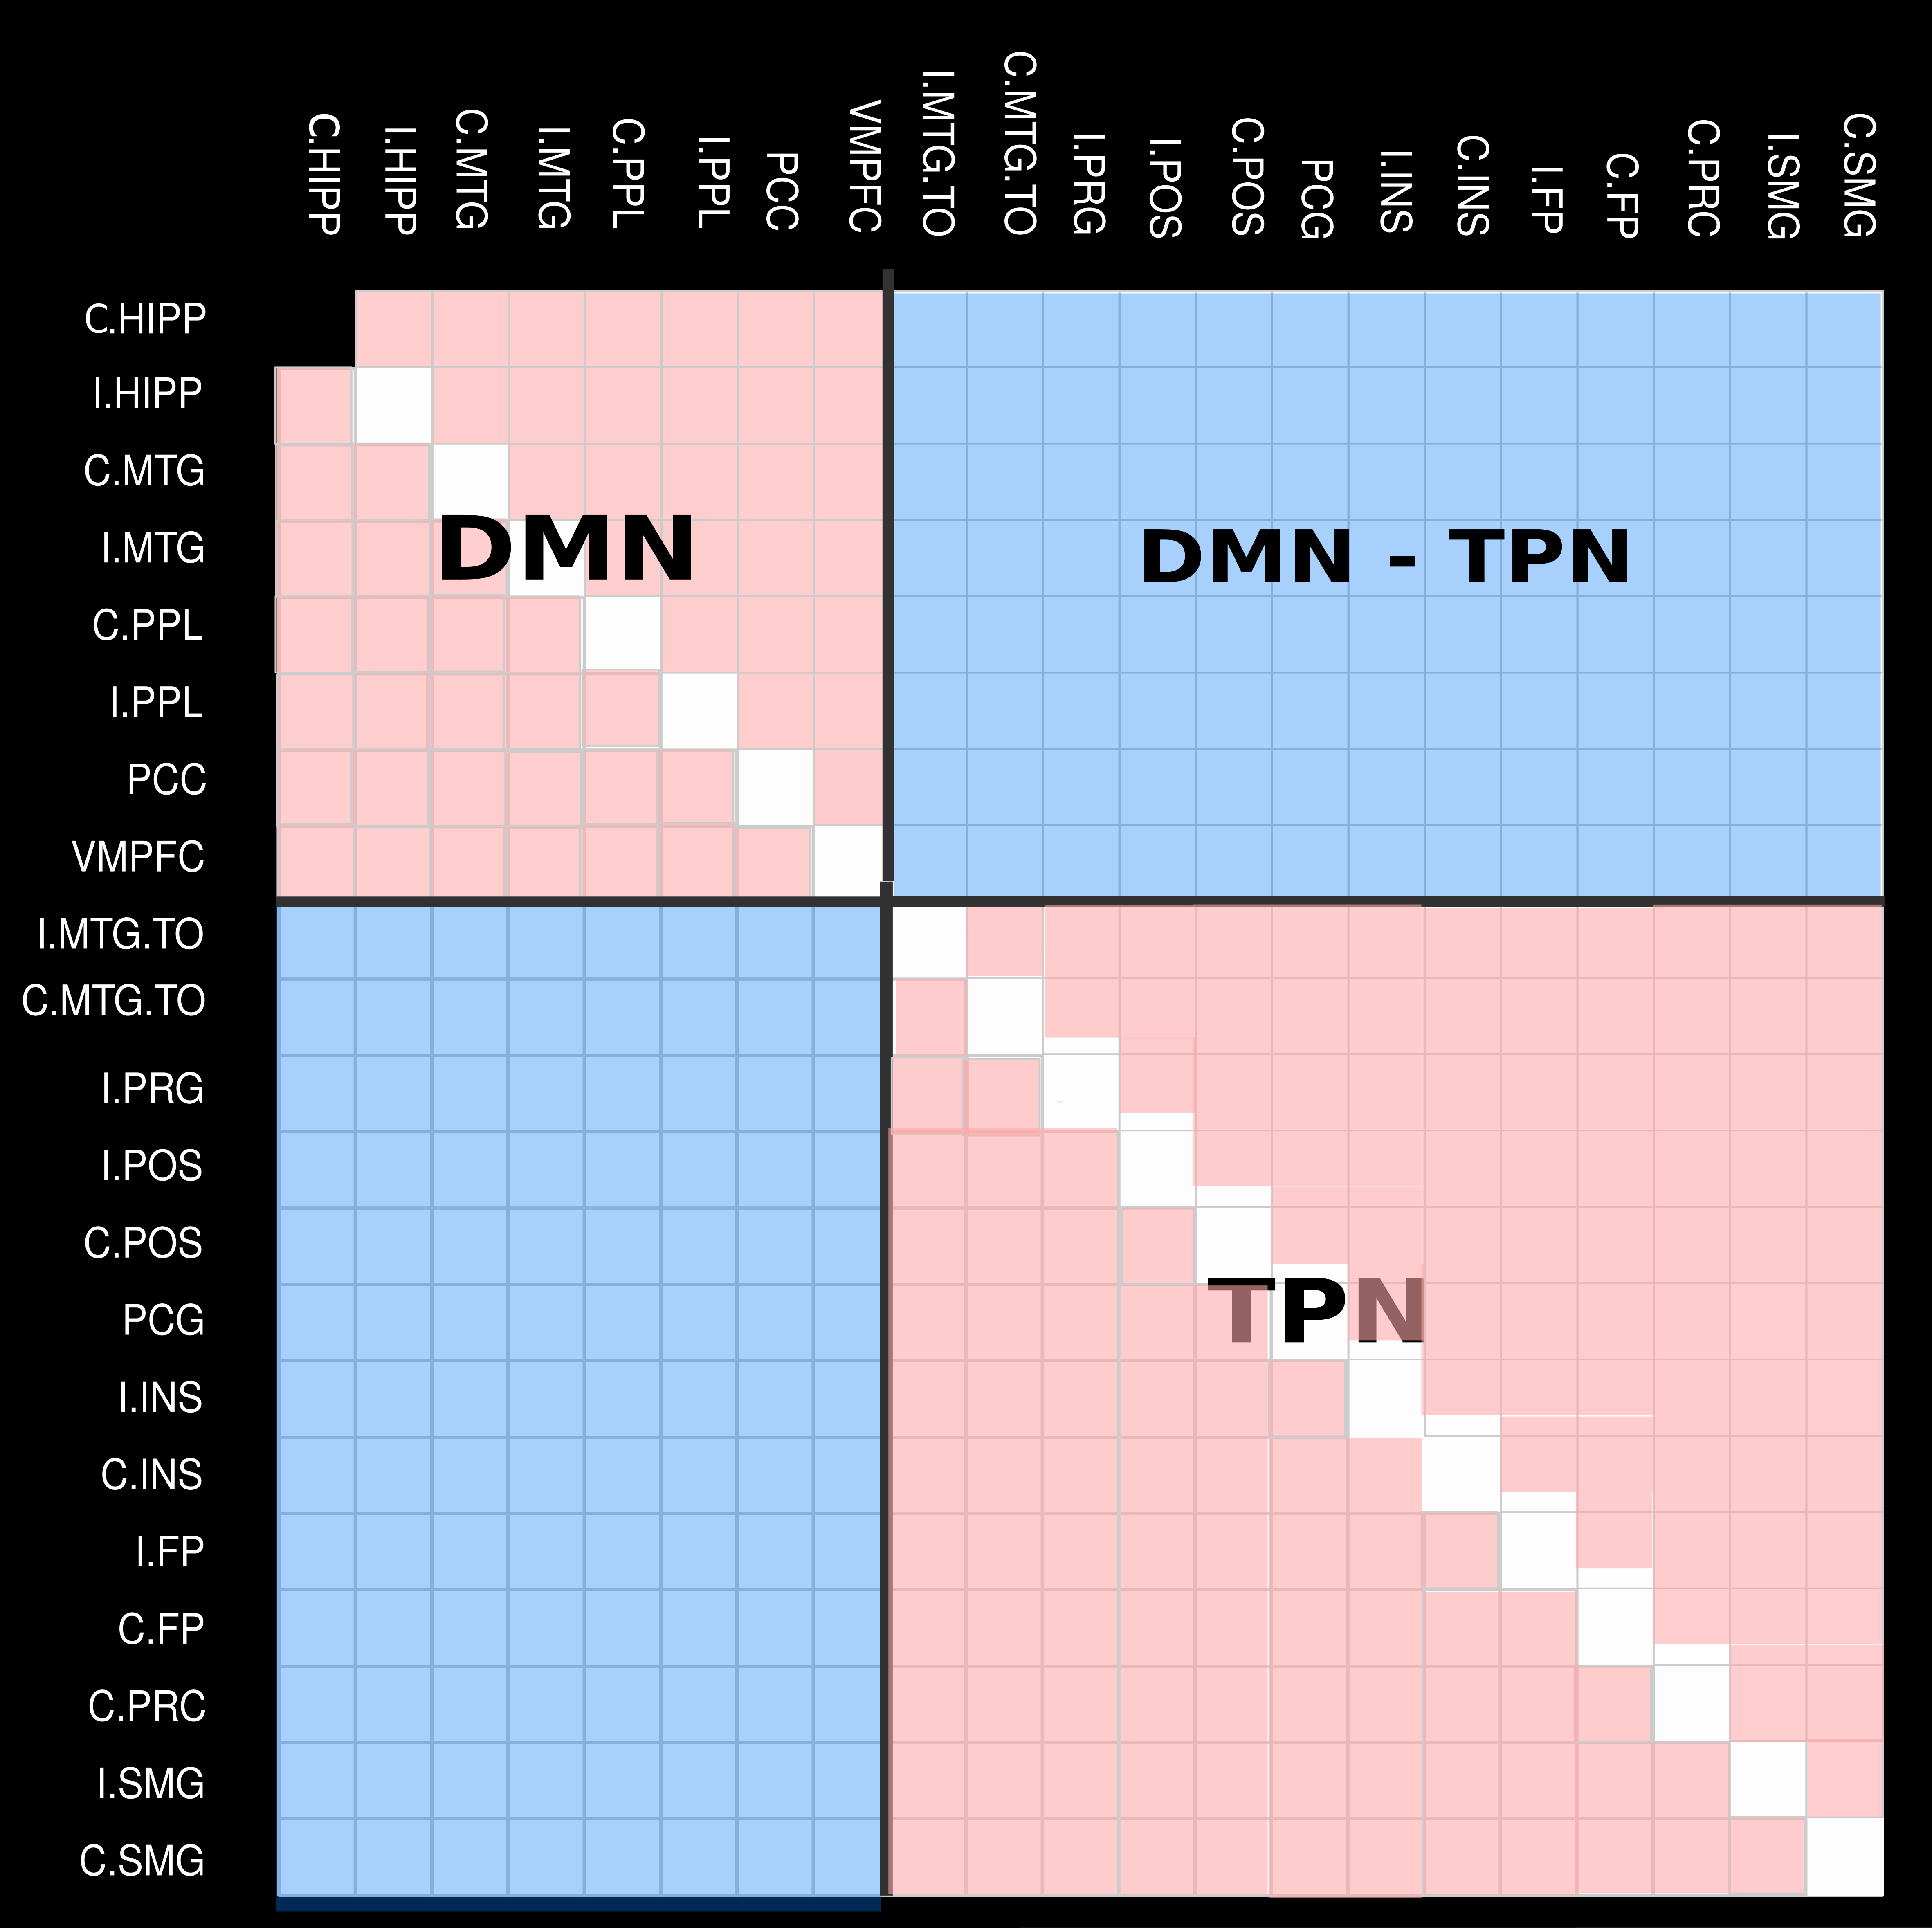 C.HIPP
I.HIPP
C.MTG
I.MTG
C.PPL
I.PPL
PCC
VMPFC
I.MTG.TO
C.MTG.TO
I.PRG
I.POS
C.POS
PCG
I.INS
C.INS
I.FP
C.FP
C.PRC
I.SMG
C.SMG
C.HIPP
I.HIPP
C.MTG
I.MTG
C.PPL
I.PPL
PCC
VMPFC
I.MTG.TO
C.MTG.TO
I.PRG
I.POS
C.POS
PCG
I.INS
C.INS
I.FP
C.FP
C.PRC
I.SMG
C.SMG
DMN
DMN - TPN
TPN